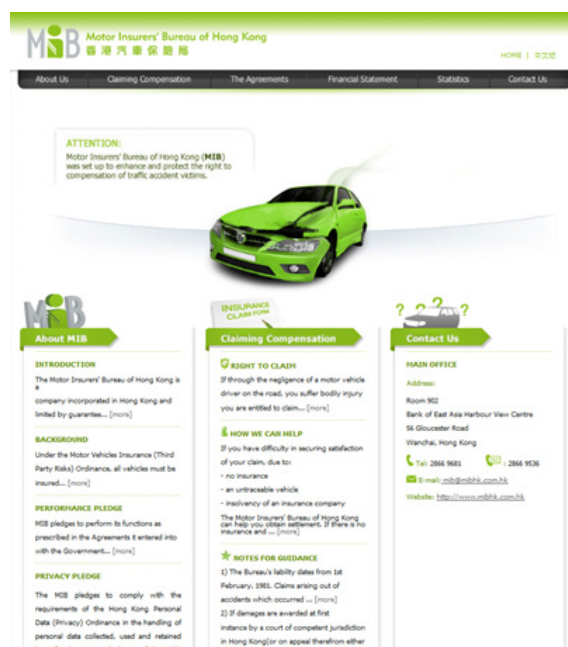 MIB Motor Insurers' Bureau of Hong Kong
香港汽車保險局
HOME | 中文版
About Us Claiming Compensation The Agreements Financial Statement Statistics Contact Us
ATTENTION:
Motor Insurers' Bureau of Hong Kong (MIB)
was set up to enhance and protect the right to
compensation of traffic accident victims.
MiB
About MIB
INTRODUCTION
The Motor Insurers' Bureau of Hong Kong is
a
company incorporated in Hong Kong and
limited by guarantee... [more]
BACKGROUND
Under the Motor Vehicles Insurance (Third
Party Risks) Ordinance, all vehicles must be
insured... [more]
PERFORMANCE PLEDGE
MIB pledges to perform its functions as
prescribed in the Agreements it entered into
with the Government... [more]
PRIVACY PLEDGE
The MIB pledges to comply with the
requirements of the Hong Kong Personal
Data (Privacy) Ordinance in the handling of
personal data collected, used and retained
INSURANCE
CLAIM FORM
Claiming Compensation
RIGHT TO CLAIM
If through the negligence of a motor vehicle
driver on the road, you suffer bodily injury
you are entitled to claim... [more]
HOW WE CAN HELP
If you have difficulty in securing satisfaction
of your claim, due to:
- no insurance
- an untraceable vehicle
- insolvency of an insurance company
The Motor Insurers' Bureau of Hong Kong
can help you obtain settlement. If there is no
insurance and ... [more]
NOTES FOR GUIDANCE
1) The Bureau's liability dates from 1st
February, 1981. Claims arising out of
accidents which occurred ... [more]
2) If damages are awarded at first
instance by a court of competent jurisdiction
in Hong Kong(or on appeal therefrom either
? ? ? ?
Contact Us
MAIN OFFICE
Address:
Room 902
Bank of East Asia Harbour View Centre
56 Gloucester Road
Wanchai, Hong Kong
Tel: 2866 9681 : 2866 9536
E-mail: mib@mibhk.com.hk
Website: http://www.mibhk.com.hk